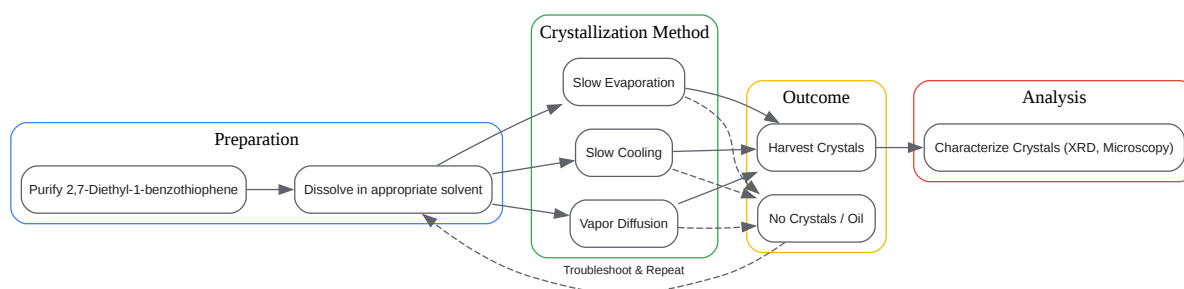 Preparation
Purify 2,7-Diethyl-1-benzothiophene
Dissolve in appropriate solvent
Crystallization Method
Slow Evaporation
Slow Cooling
Vapor Diffusion
Outcome
Harvest Crystals
No Crystals / Oil
Analysis
Characterize Crystals (XRD, Microscopy)
Troubleshoot & Repeat